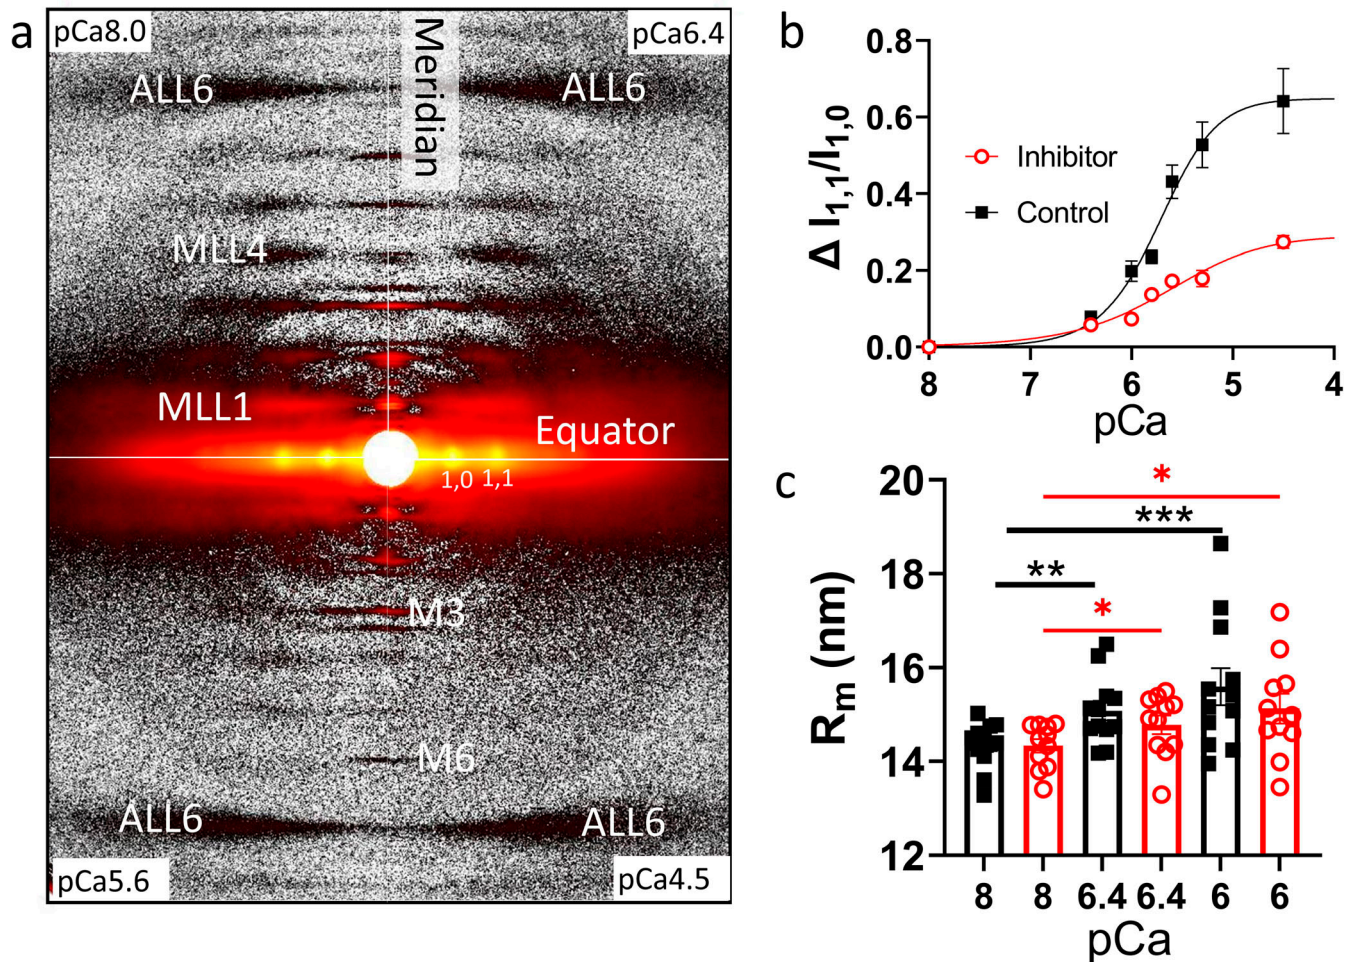 a
pCa8.0
Meridian
pCa6.4
ALL6
ALL6
MLL4
MLL1
Equator
1,0 1,1
M3
M6
ALL6
ALL6
pCa5.6
pCa4.5
b
Δ I1,1/I1,0
0.8
0.6
0.4
0.2
0.0
Inhibitor
Control
8 7 6 5 4
pCa
c
Rm (nm)
20
18
16
14
12
*
***
**
*
8 8 6.4 6.4 6 6
pCa